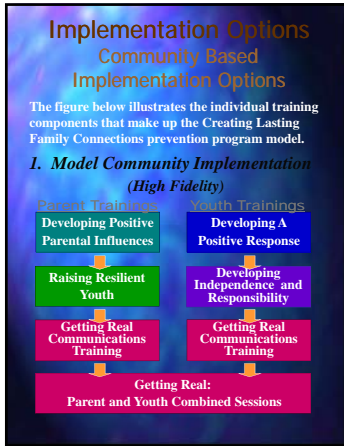 Implementation Options
Community Based
Implementation Options
The figure below illustrates the individual training
components that make up the Creating Lasting
Family Connections prevention program model.
1. Model Community Implementation
(High Fidelity)
Parent Trainings
Youth Trainings
Developing Positive
Parental Influences
Developing A
Positive Response
Raising Resilient
Youth
Developing
Independence and
Responsibility
Getting Real
Communications
Training
Getting Real
Communications
Training
Getting Real:
Parent and Youth Combined Sessions